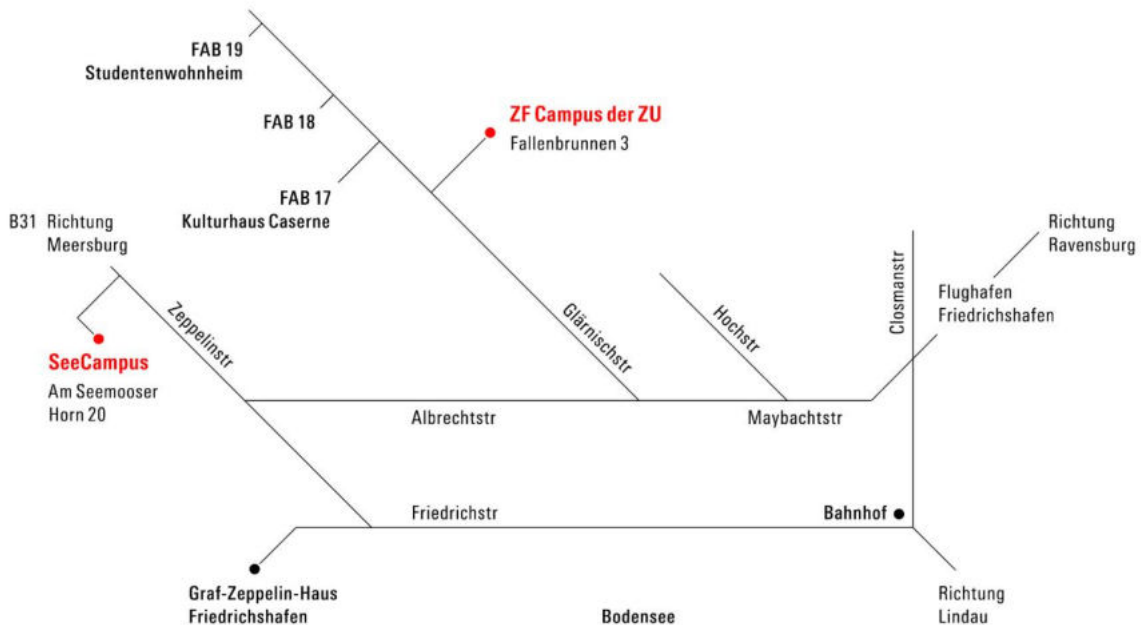 FAB 19
Studentenwohnheim
FAB 18
ZF Campus der ZU
Fallenbrunnen 3
FAB 17
Kulturhaus Caserne
B31 Richtung
Meersburg
Richtung
Ravensburg
Closmanstr
Flughafen
Friedrichshafen
Zeppelinstr
Glärnischstr
Hochstr
SeeCampus
Am Seemooser
Horn 20
Albrechtstr
Maybachtstr
Friedrichstr
Bahnhof
Graf-Zeppelin-Haus
Friedrichshafen
Bodensee
Richtung
Lindau